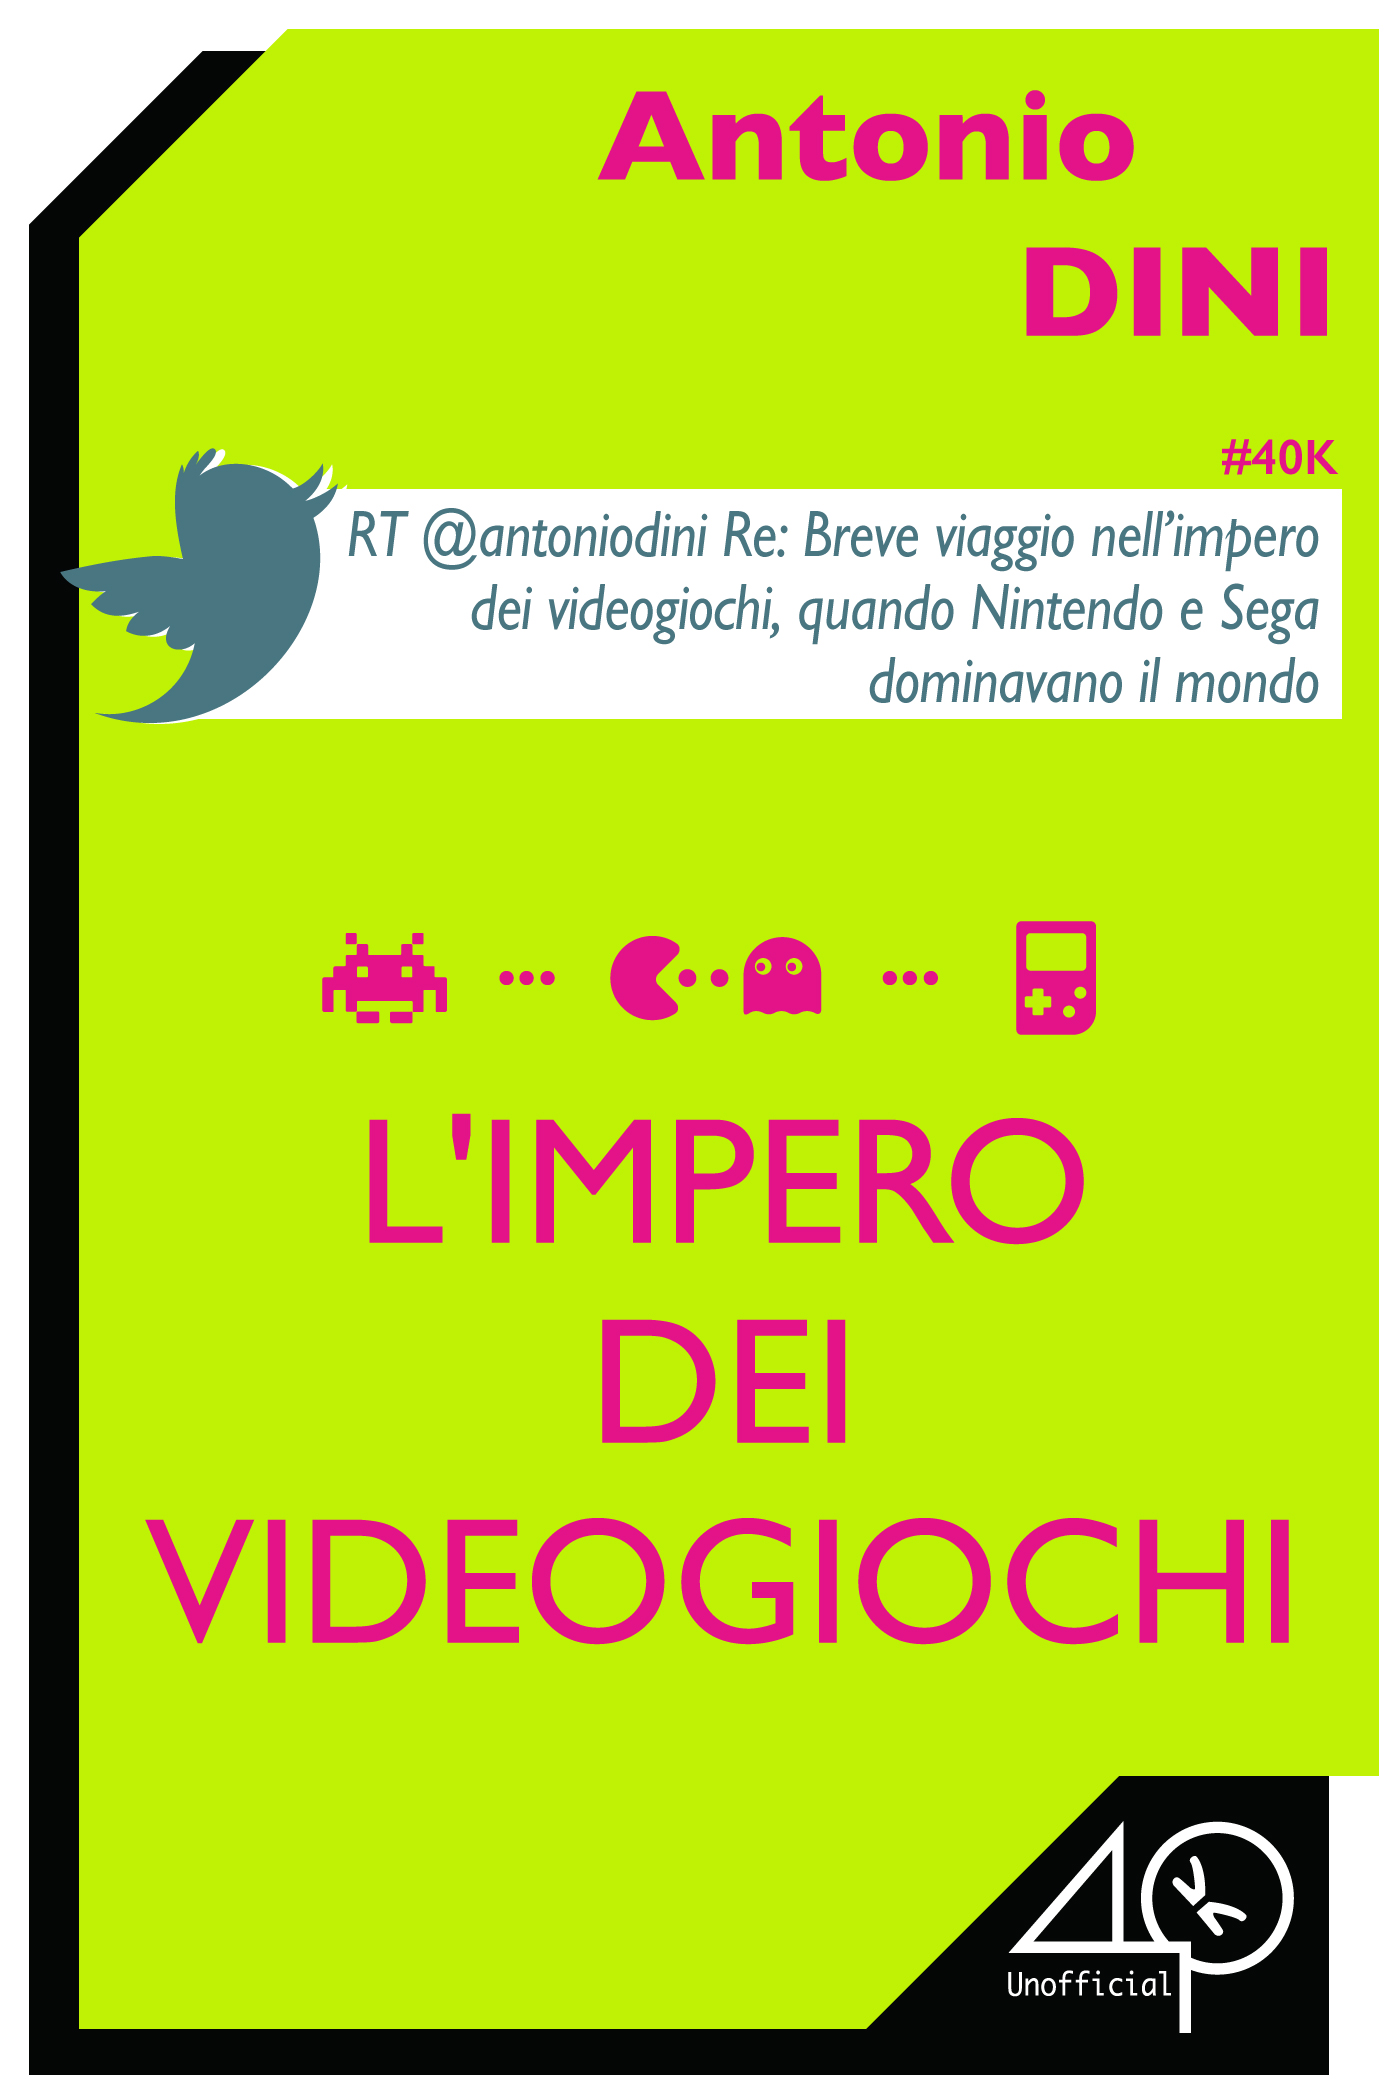 Antonio
DINI
#40K
RT @antoniodini Re: Breve viaggio nell'impero
dei videogiochi, quando Nintendo e Sega
dominavano il mondo
L'IMPERO
DEI
VIDEOGIOCHI
40K
Unofficial